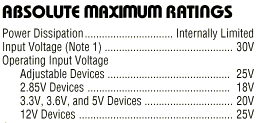 ABSOLUTE MAXIMUM RATINGS
Power Dissipation............................. Internally Limited
Input Voltage (Note 1) ........................................ 30V
Operating Input Voltage
Adjustable Devices ........................................ 25V
2.85V Devices ................................................ 18V
3.3V, 3.6V, and 5V Devices ............................. 20V
12V Devices .................................................. 25V